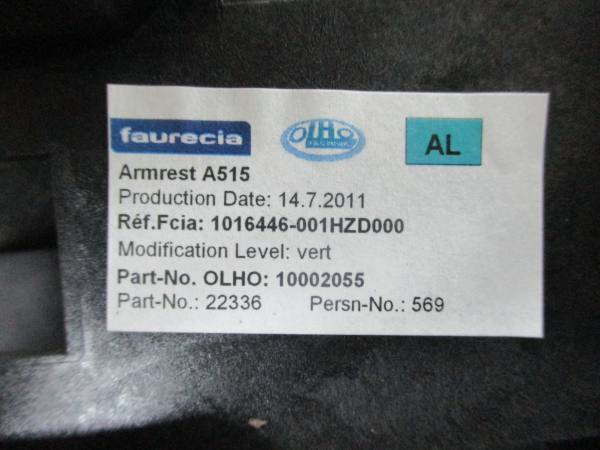 faurecia OLHO AL
Armrest A515
Production Date: 14.7.2011
Réf.Fcia: 1016446-001HZD000
Modification Level: vert
Part-No. OLHO: 10002055
Part-No.: 22336 Persn-No.: 569